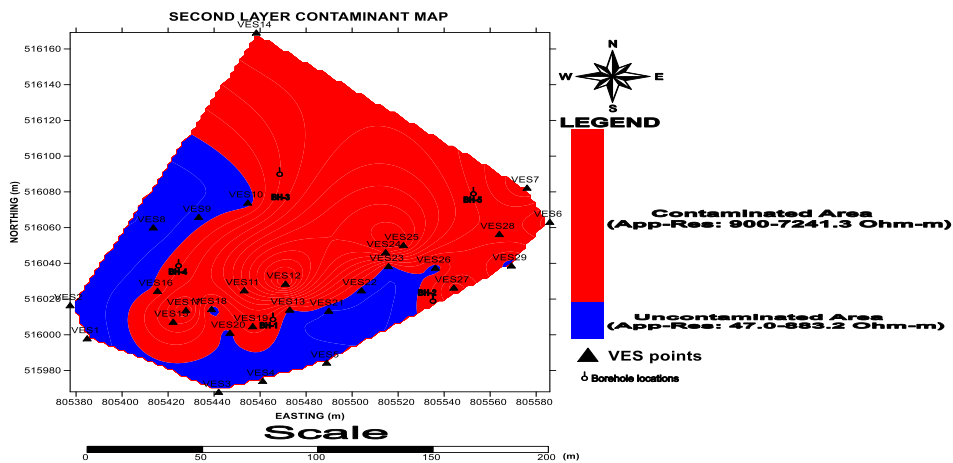 SECOND LAYER CONTAMINANT MAP
VES14
516160
516140
516120
516100
516080
516060
516040
516020
516000
515980
NORTHING (m)
BH-3
BH-5
VES7
VES10
VES9
VES8
VES6
VES28
VES25
VES24
VES23
VES26
VES29
BH-4
VES12
VES16
VES11
VES22
VES27
BH-2
VES18
VES13
VES21
VES19
BH-1
VES20
VES1
VES4
805380 805400 805420 805440 805460 805480 805500 805520 805540 805560 805580
EASTING (m)
Scale
0 50 100 150 200 (m)
N
W E
S
LEGEND
Contaminated Area
(App-Res: 900-7241.3 Ohm-m)
Uncontaminated Area
(App-Res: 47.0-883.2 Ohm-m)
VES points
Borehole locations